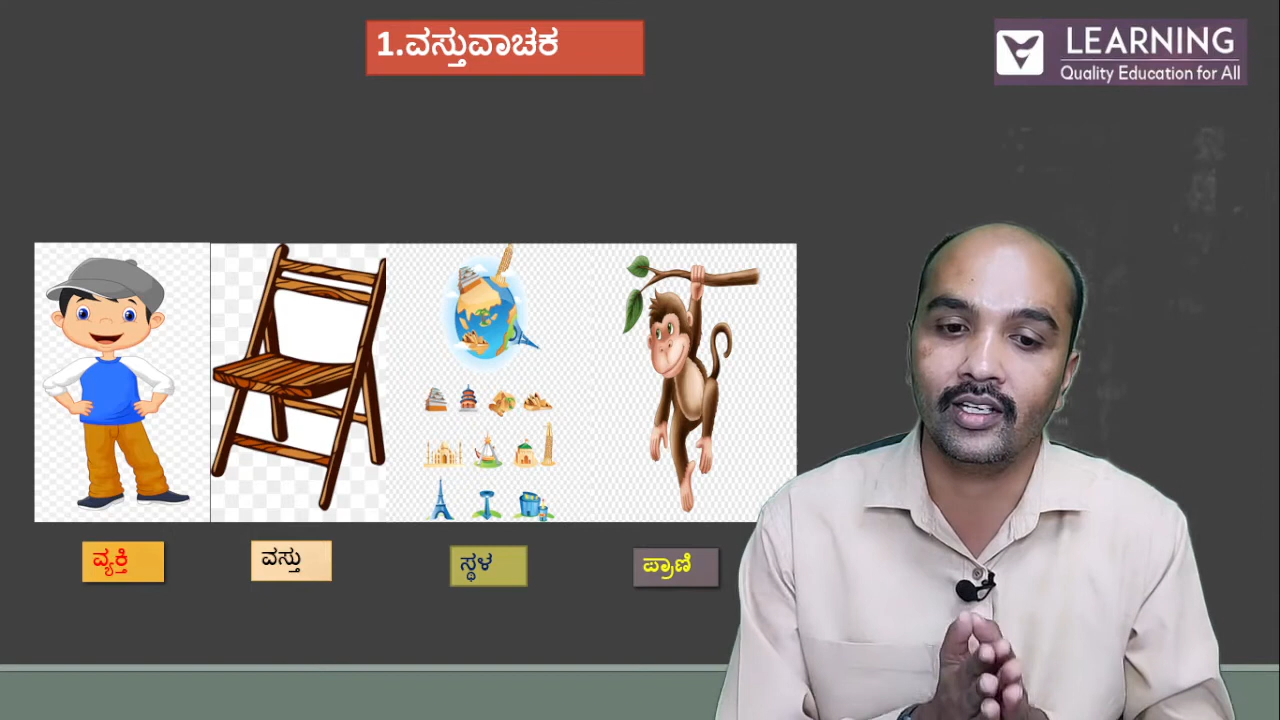 1.ವಸ್ತುವಾಚಕ
LEARNING
Quality Education for All
ವ್ಯಕ್ತಿ
ವಸ್ತು
ಸ್ಥಳ
ಪ್ರಾಣಿ